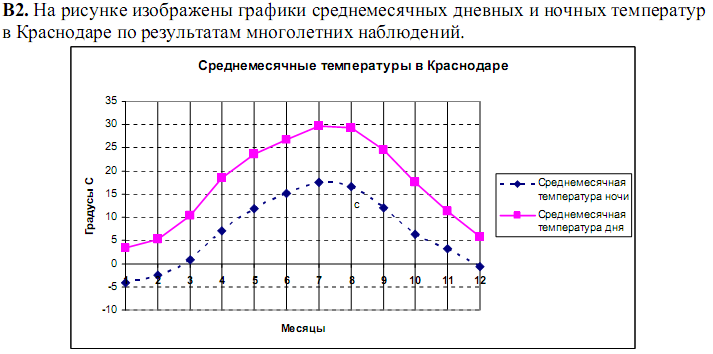 В2. На рисунке изображены графики среднемесячных дневных и ночных температур
в Краснодаре по результатам многолетних наблюдений.
Среднемесячные температуры в Краснодаре
35
30
25
20
15
10
5
0
-5
-10
Градусы С
1 2 3 4 5 6 7 8 9 10 11 12
с
Месяцы
Среднемесячная
температура ночи
Среднемесячная
температура дня